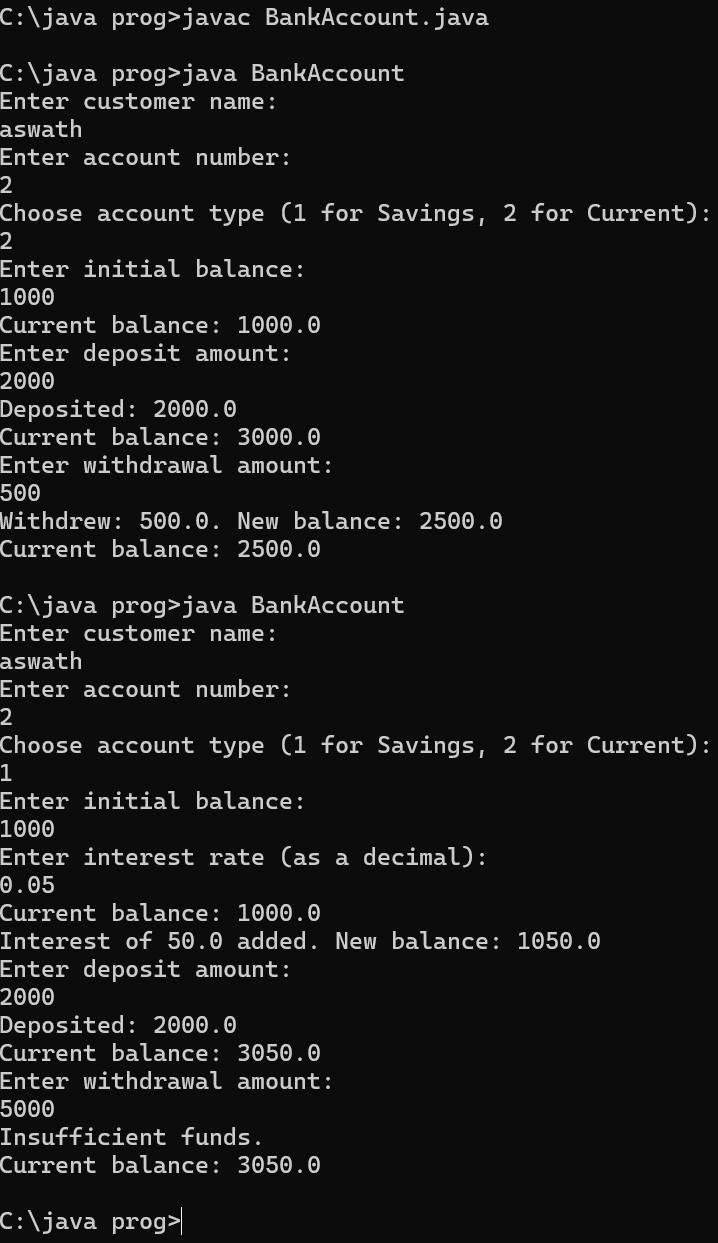 C:\java prog>javac BankAccount.java
C:\java prog>java BankAccount
Enter customer name:
aswath
Enter account number:
2
Choose account type (1 for Savings, 2 for Current):
2
Enter initial balance:
1000
Current balance: 1000.0
Enter deposit amount:
2000
Deposited: 2000.0
Current balance: 3000.0
Enter withdrawal amount:
500
Withdrew: 500.0. New balance: 2500.0
Current balance: 2500.0
C:\java prog>java BankAccount
Enter customer name:
aswath
Enter account number:
2
Choose account type (1 for Savings, 2 for Current):
1
Enter initial balance:
1000
Enter interest rate (as a decimal):
0.05
Current balance: 1000.0
Interest of 50.0 added. New balance: 1050.0
Enter deposit amount:
2000
Deposited: 2000.0
Current balance: 3050.0
Enter withdrawal amount:
5000
Insufficient funds.
Current balance: 3050.0
C:\java prog>